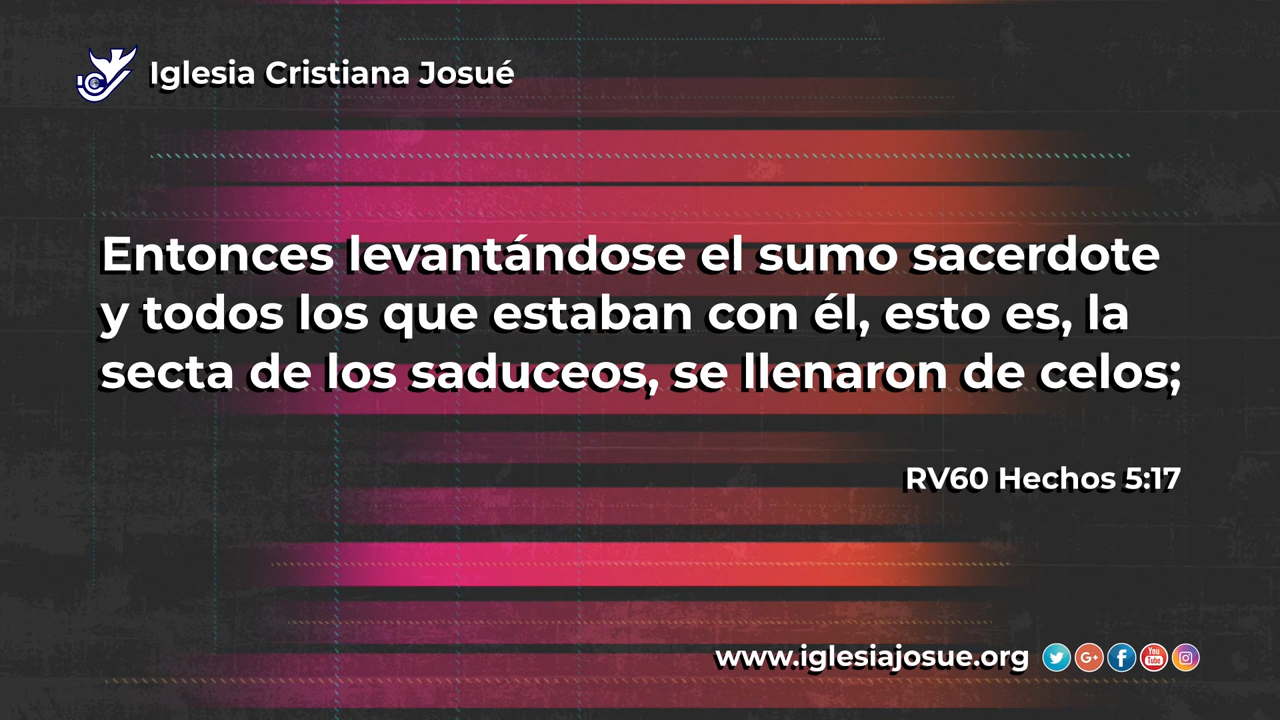 Iglesia Cristiana Josué
Entonces levantándose el sumo sacerdote
y todos los que estaban con él, esto es, la
secta de los saduceos, se llenaron de celos;
RV60 Hechos 5:17
www.iglesiajosue.org